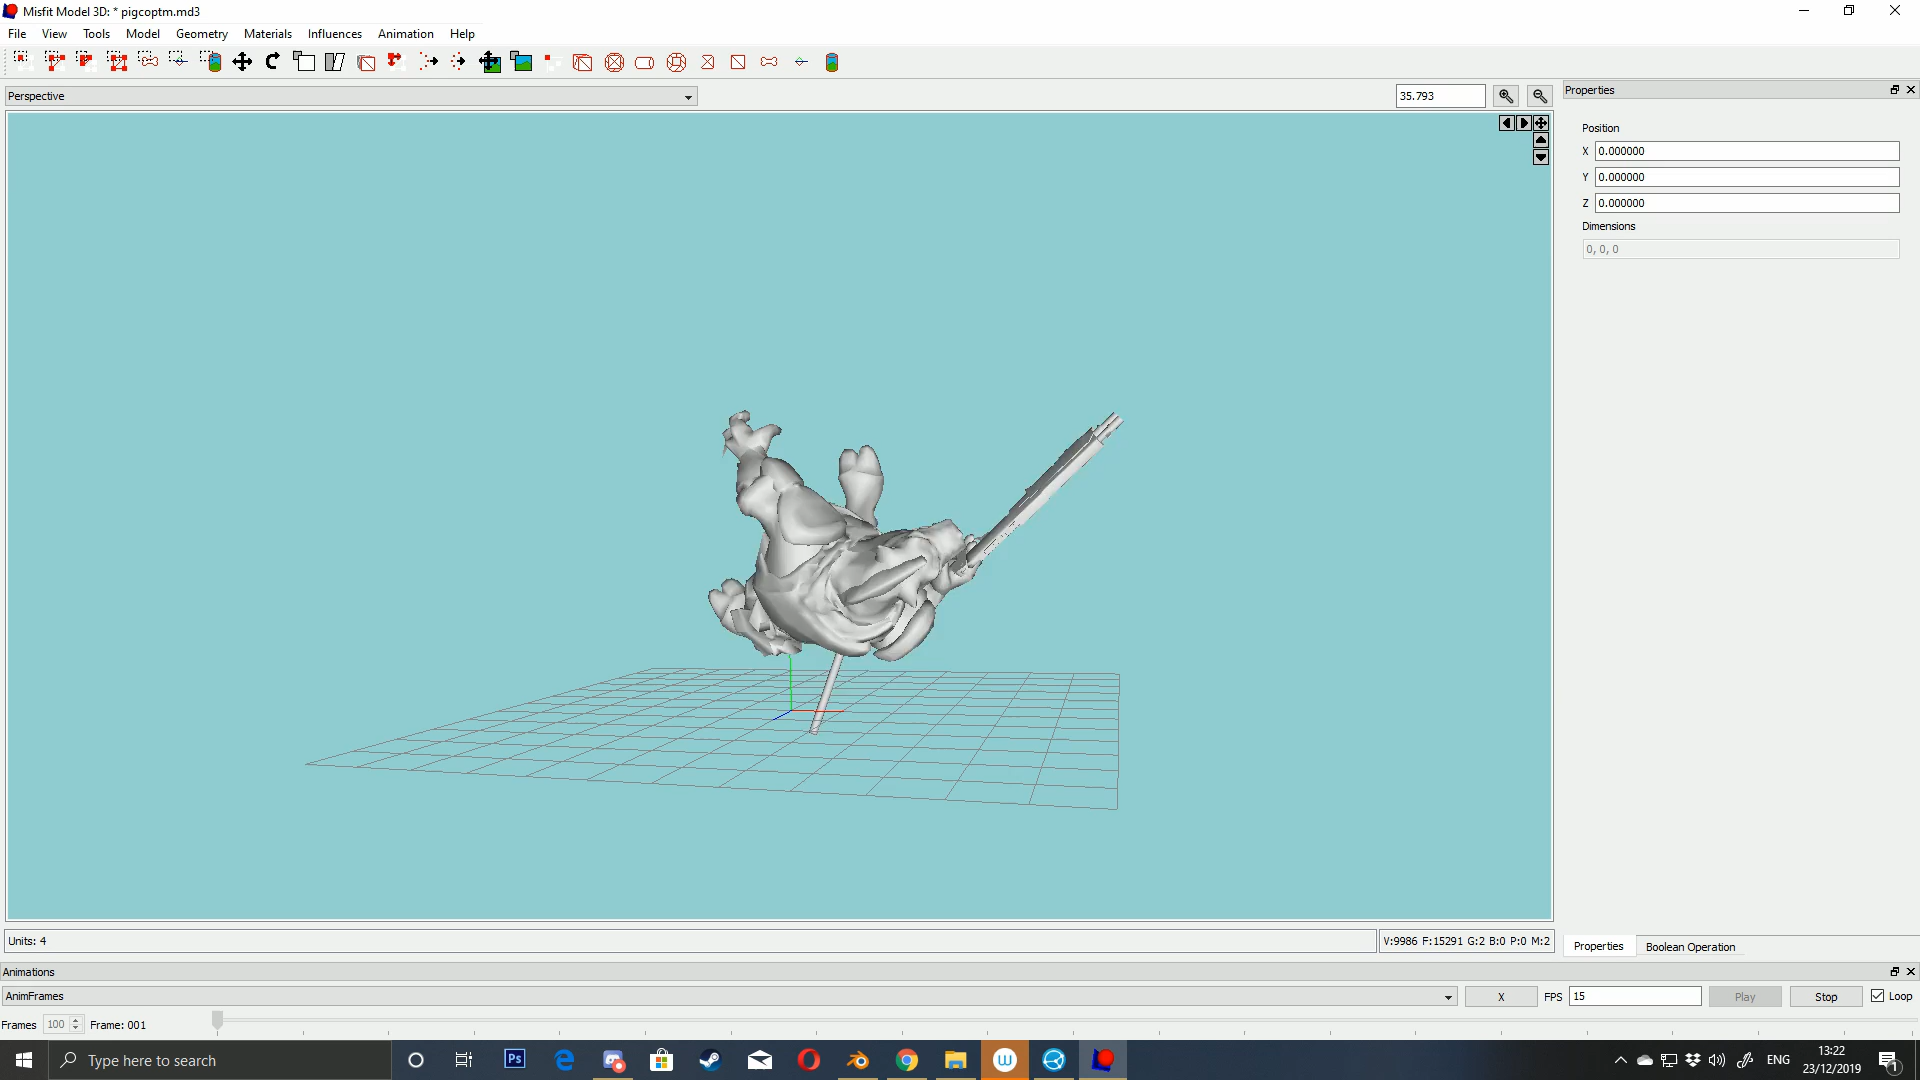 Misfit Model 3D: * pigcoptm.md3
File View Tools Model Geometry Materials Influences Animation Help
Perspective
35.793
Properties
Position
X 0.000000
Y 0.000000
Z 0.000000
Dimensions
0, 0, 0
Units: 4
V:9986 F:15291 G:2 B:0 P:0 M:2
Properties Boolean Operation
Animations
AnimFrames
X FPS 15 Play Stop Loop
Frames 100 Frame: 001
Type here to search
Ps
W
ENG
13:22
23/12/2019
1